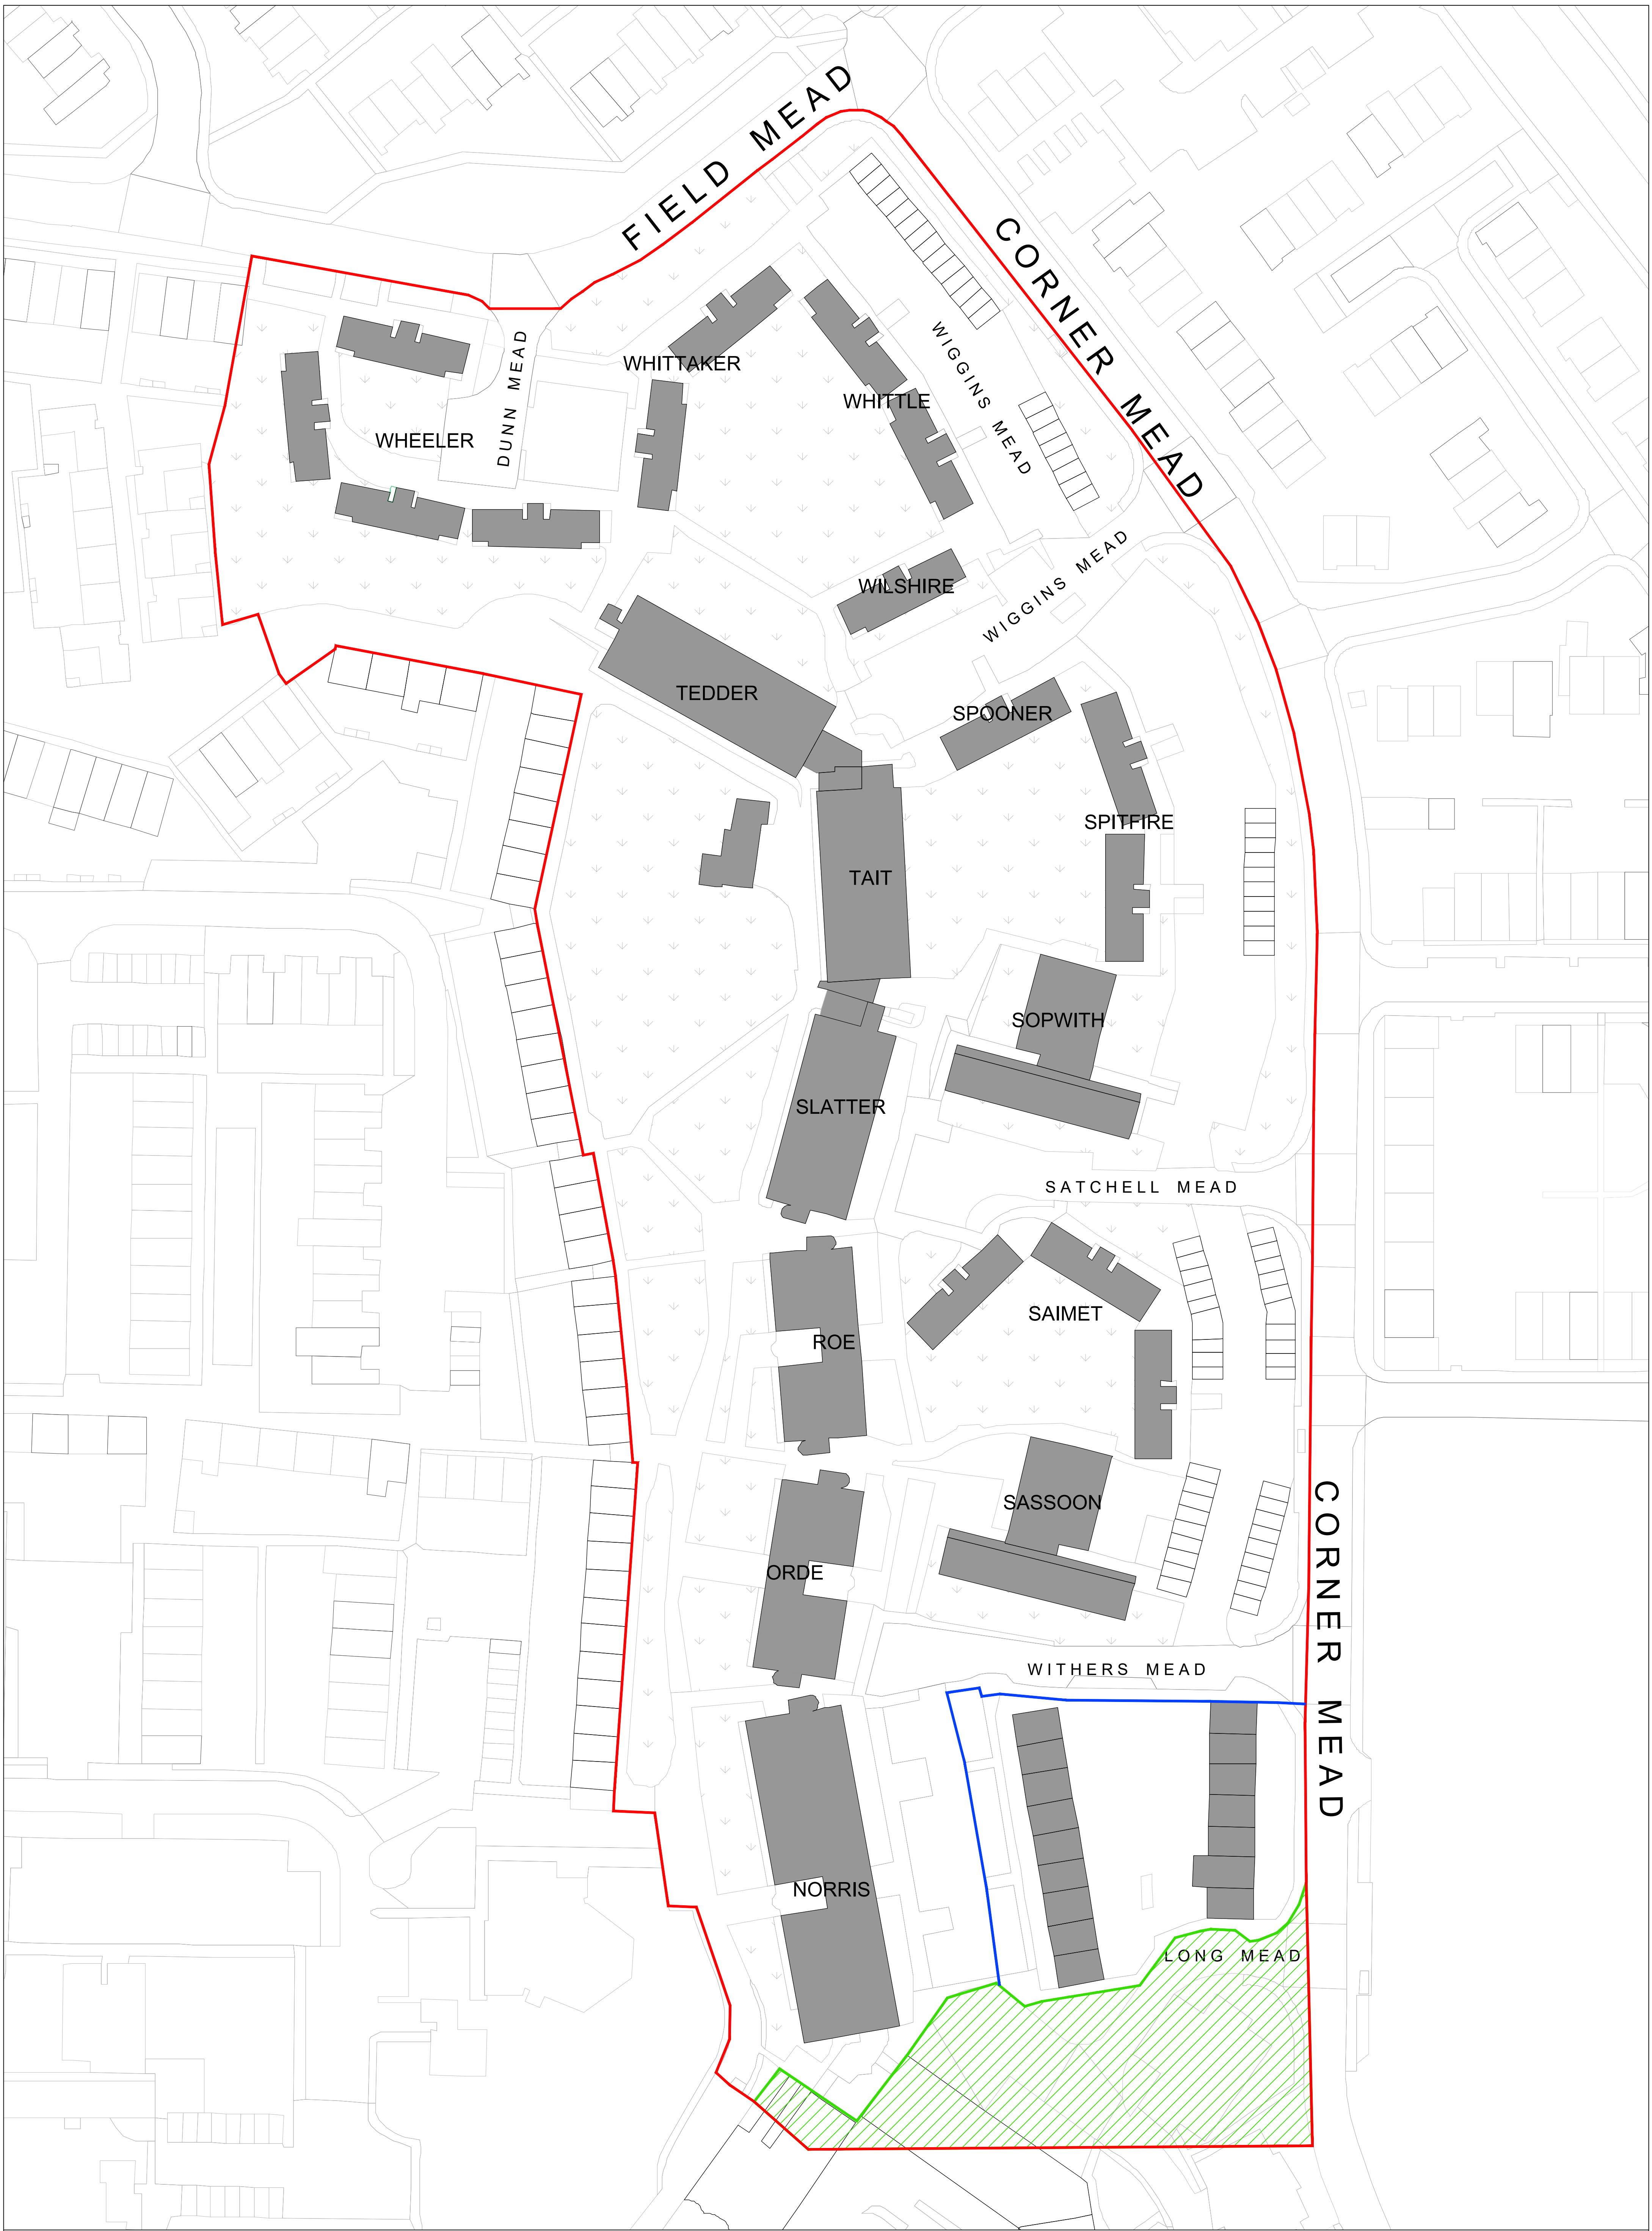 FIELD MEAD
CORNER MEAD
WHITTAKER
DUNN MEAD
WHITTLE
WIGGINS MEAD
WHEELER
WILSHIRE
WIGGINS MEAD
TEDDER
SPOONER
SPITFIRE
TAIT
SOPWITH
SLATTER
SATCHELL MEAD
SAIMET
ROE
SASSOON
ORDE
CORNER MEAD
WITHERS MEAD
NORRIS
LONG MEAD